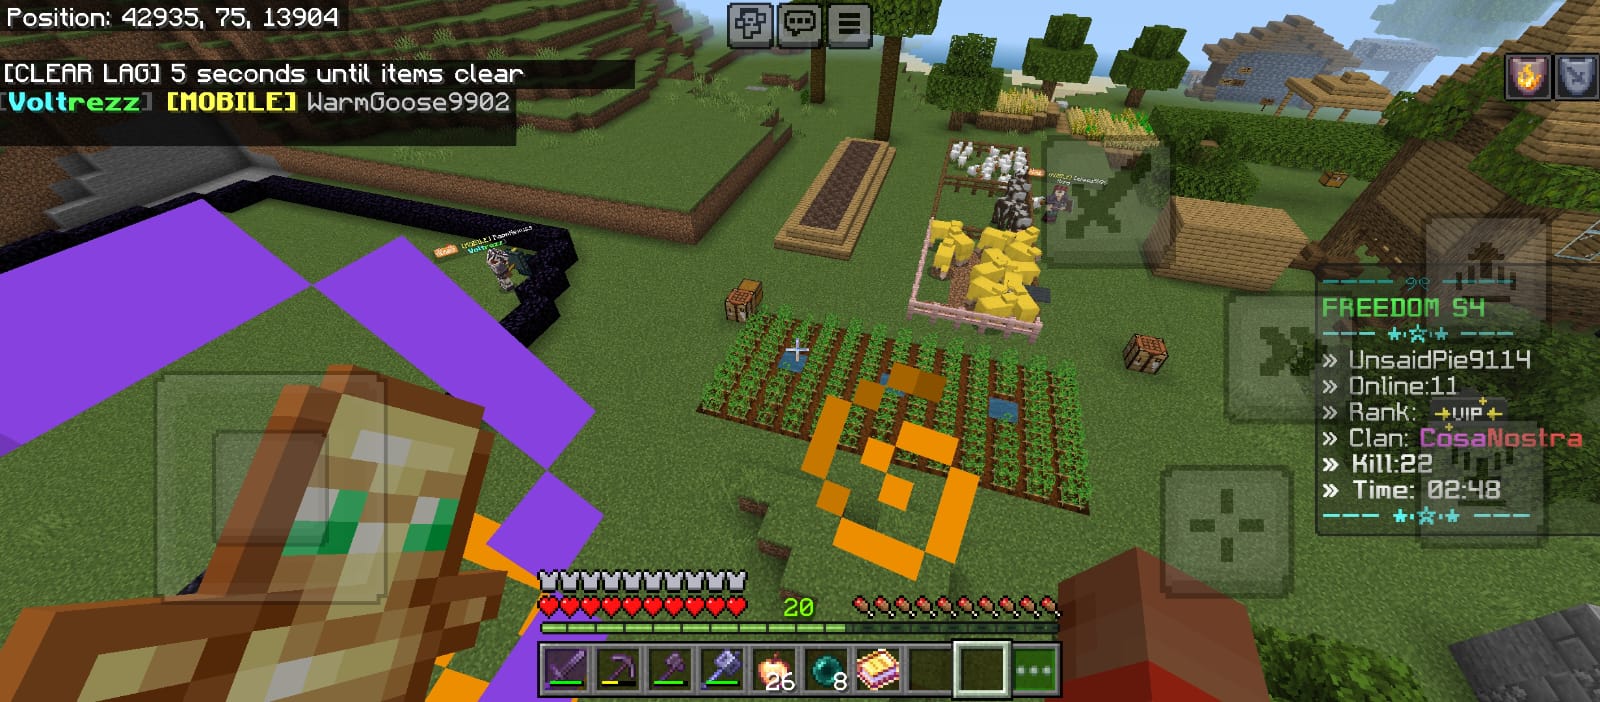 Position: 42935, 75, 13904
[CLEAR LAG] 5 seconds until items clear
[Voltrezz] [MOBILE] WarmGoose9902
Voltrezz
FREEDOM S4
» UnsaidPie9114
» Online:11
» Rank: VIP
» Clan: CosaNostra
» Kill:22
» Time: 02:48
20
26
8